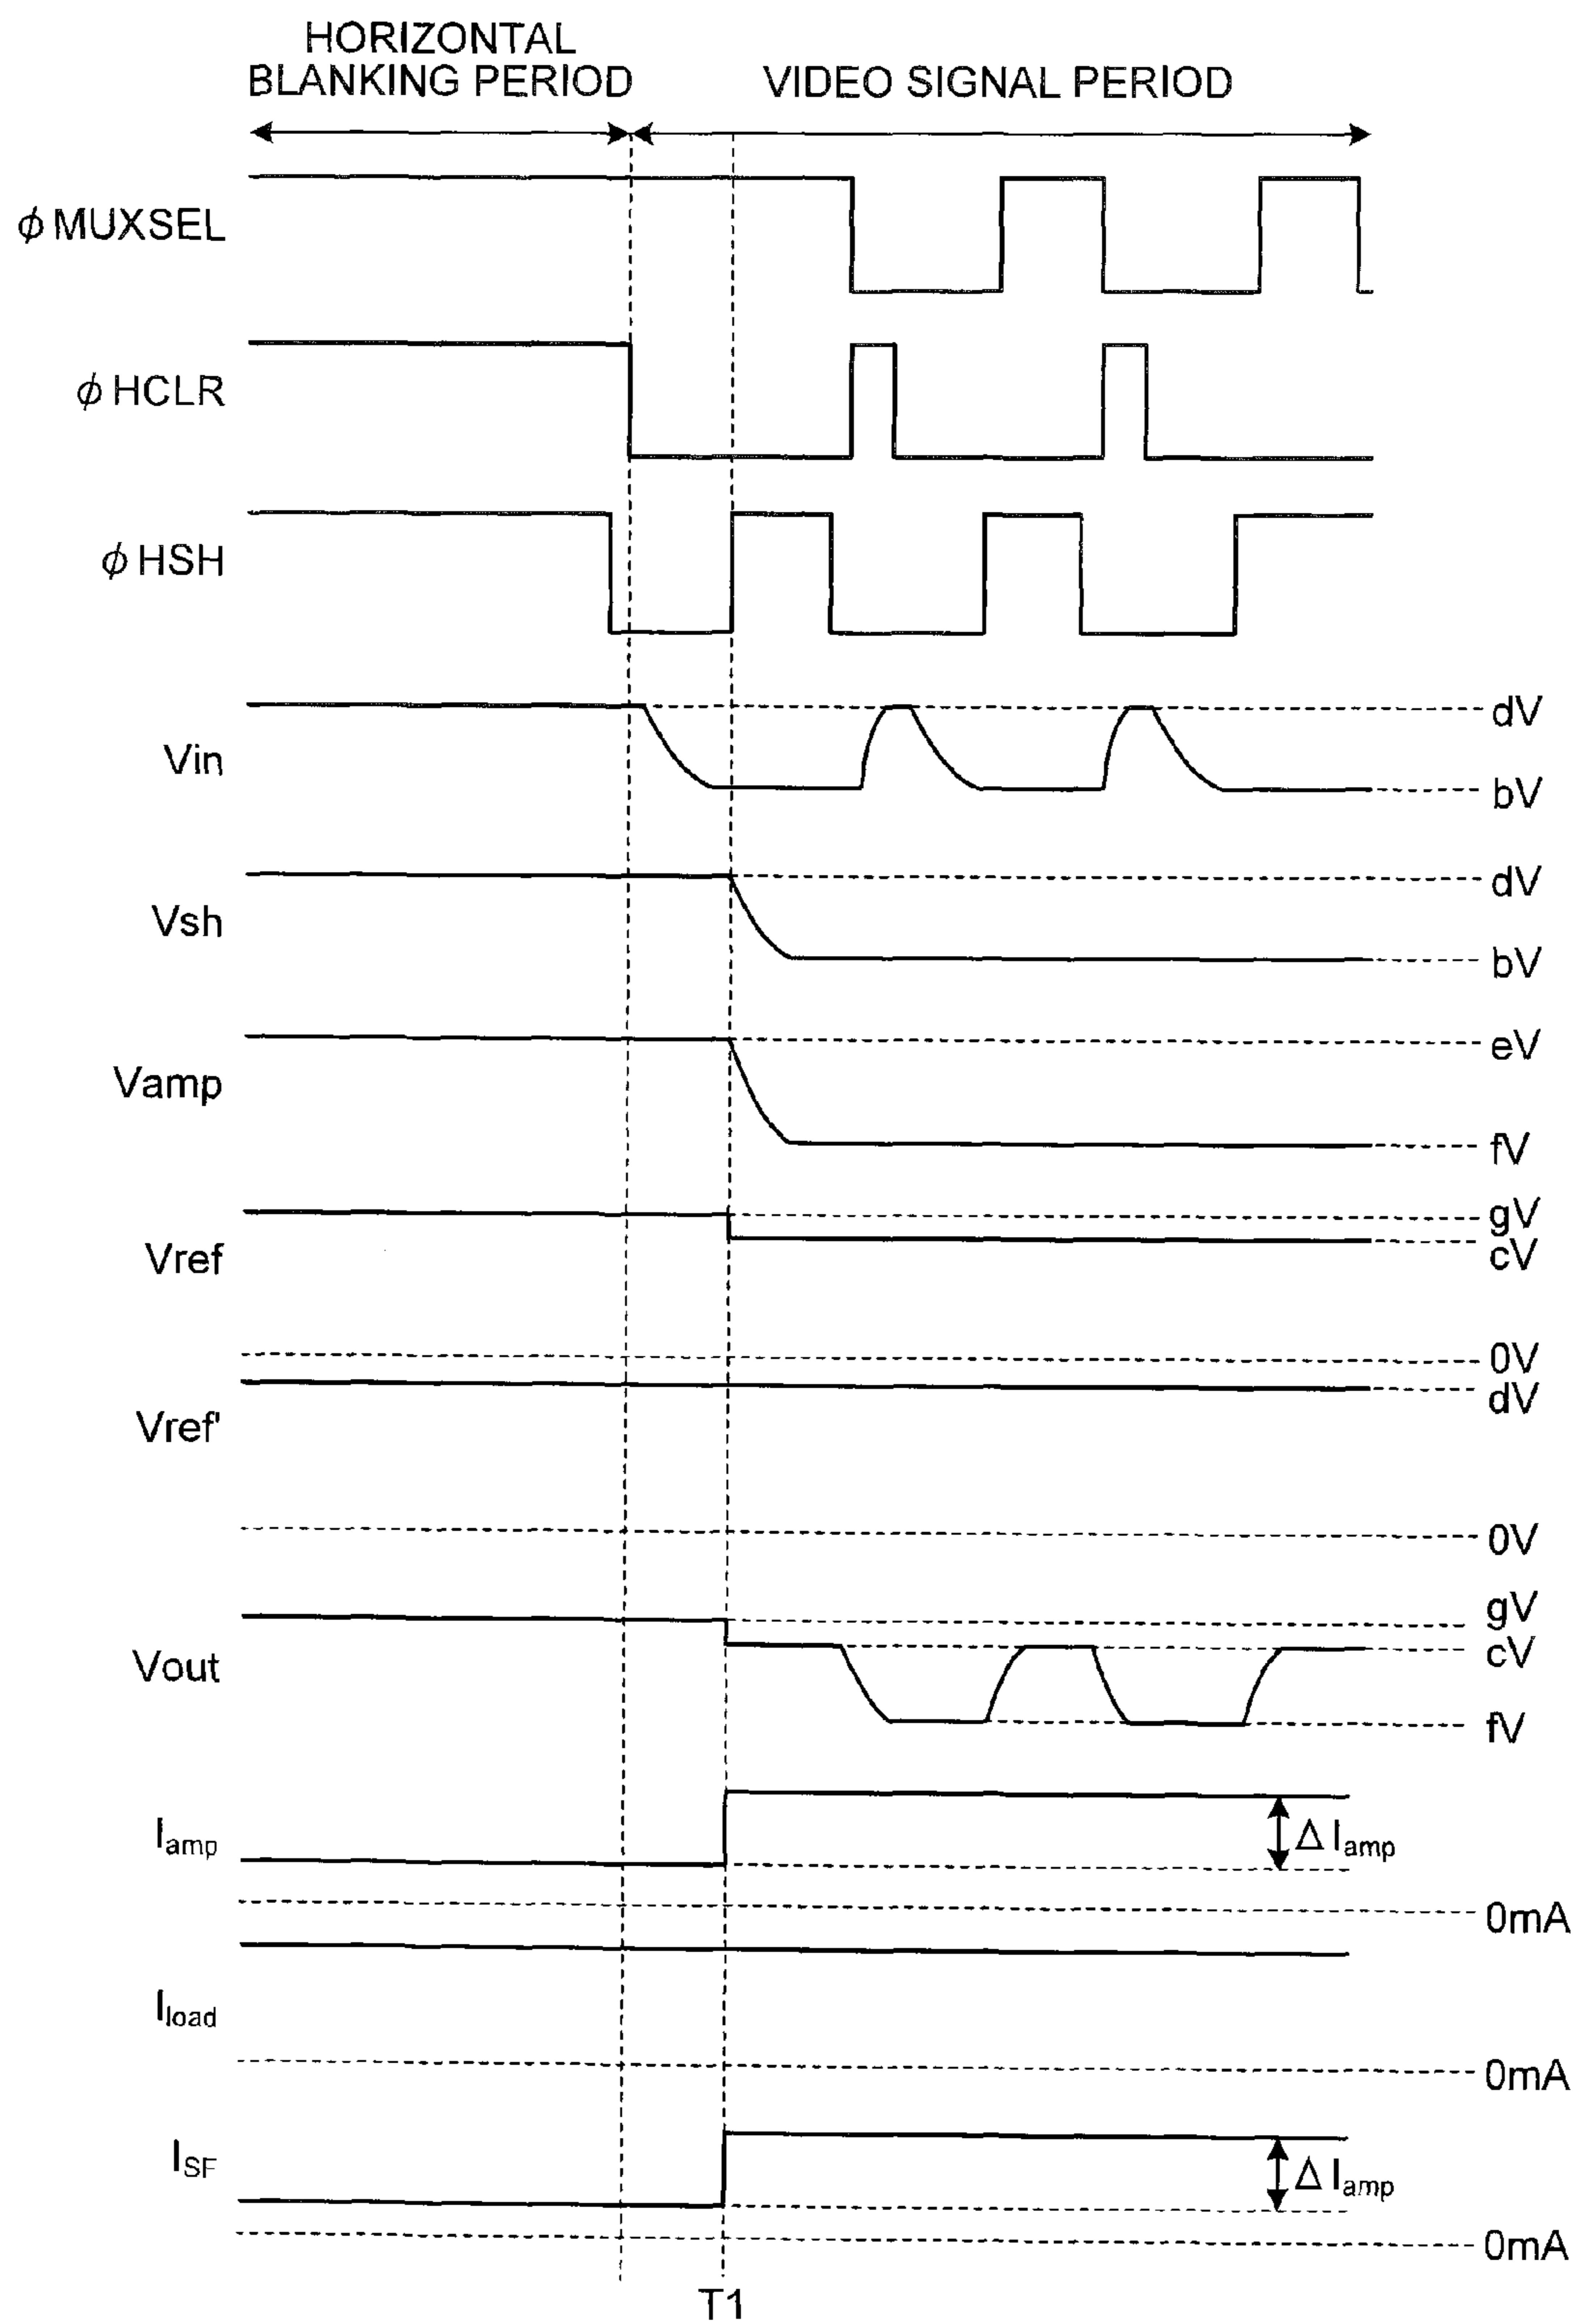 HORIZONTAL
BLANKING PERIOD
VIDEO SIGNAL PERIOD
ϕMUXSEL
ϕHCLR
ϕHSH
Vin
dV
bV
Vsh
dV
bV
Vamp
eV
fV
Vref
gV
cV
0V
Vref'
dV
0V
Vout
gV
cV
fV
Iamp
ΔIamp
0mA
Iload
0mA
ISF
ΔIamp
0mA
T1